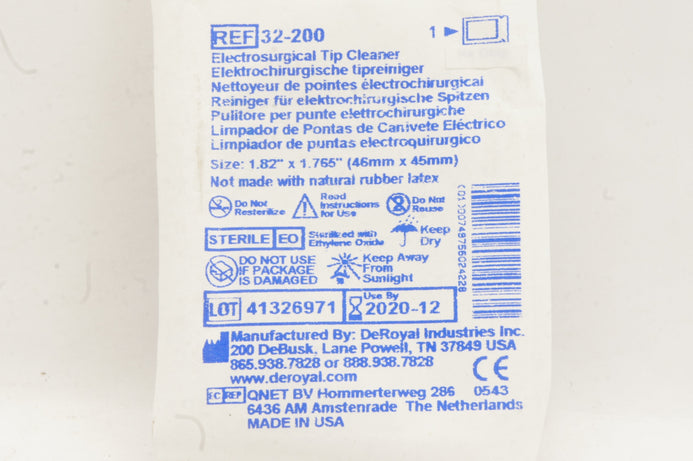 REF 32-200 1
Electrosurgical Tip Cleaner
Elektrochirurgische tipreiniger
Nettoyeur de pointes électrochirurgical
Reiniger für elektrochirurgische Spitzen
Pulitore per punte elettrochirurgiche
Limpador de Pontas de Canivete Eléctrico
Limpiador de puntas electroquirurgico
Size: 1.82" x 1.765" (46mm x 45mm)
Not made with natural rubber latex
Do Not Resterilize
Read Instructions for Use
Do Not Reuse
STERILE EO
Sterilized with Ethylene Oxide
Keep Dry
DO NOT USE IF PACKAGE IS DAMAGED
Keep Away From Sunlight
LOT 41326971
Use By 2020-12
Manufactured By: DeRoyal Industries Inc.
200 DeBusk. Lane Powell, TN 37849 USA
865.938.7828 or 888.938.7828
www.deroyal.com
CE 0543
EC REP QNET BV Hommerterweg 286
6436 AM Amstenrade The Netherlands
MADE IN USA